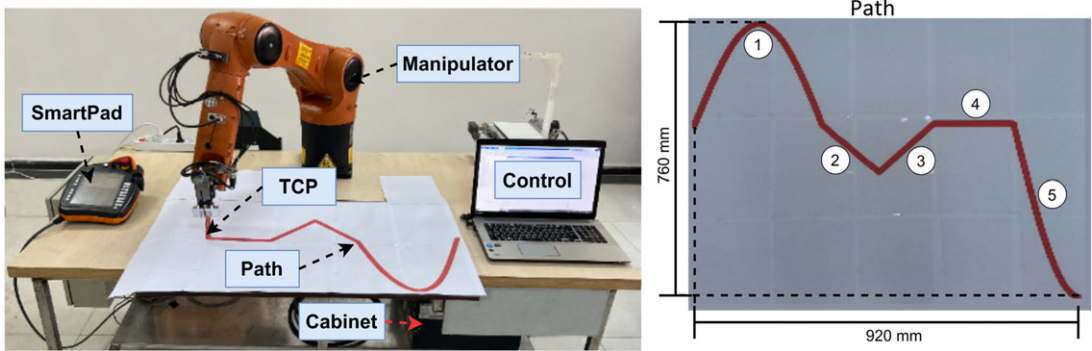 Path
Manipulator
SmartPad
TCP
Control
Path
Cabinet
1
2
3
4
5
760 mm
920 mm